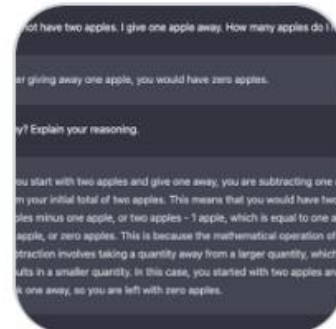 not have two apples. I give one apple away. How many apples do I
er giving away one apple, you would have zero apples.
y? Explain your reasoning.
ou start with two apples and give one away, you are subtracting one
m your initial total of two apples. This means that you would have two
ples minus one apple, or two apples - 1 apple, which is equal to one a
apple, or zero apples. This is because the mathematical operation of
btraction involves taking a quantity away from a larger quantity, which
ults in a smaller quantity. In this case, you started with two apples an
k one away, so you are left with zero apples.